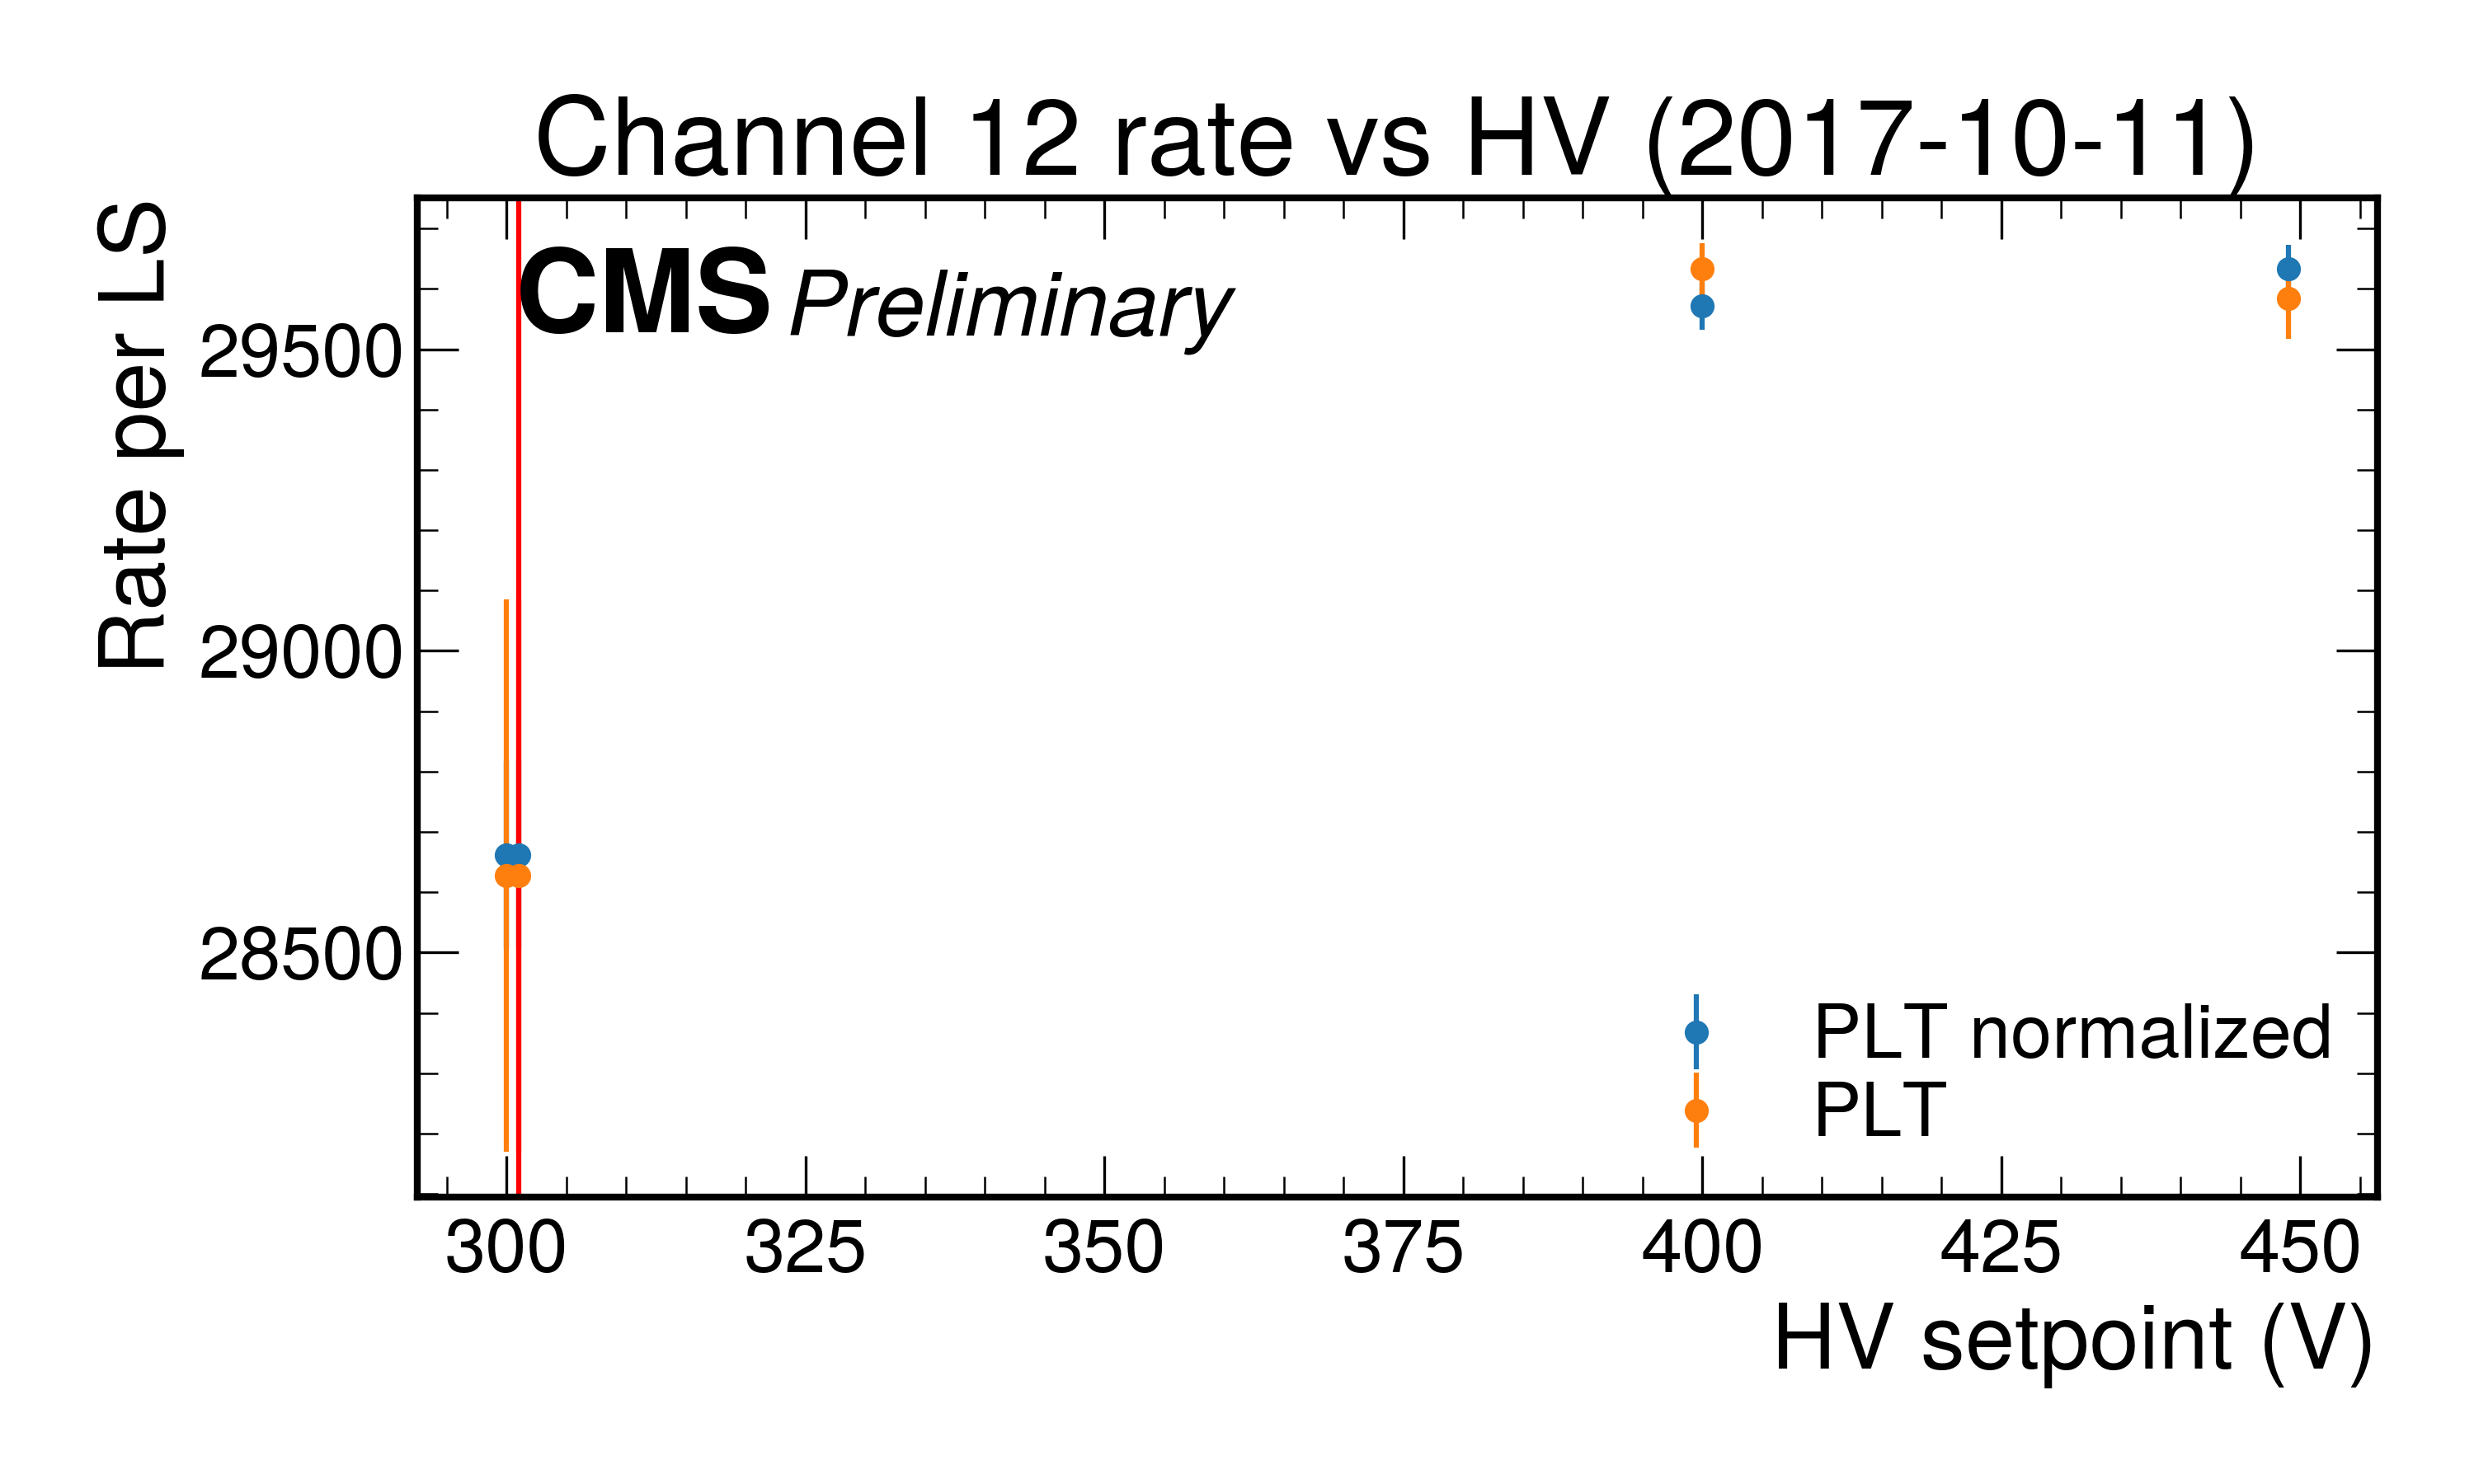 Channel 12 rate vs HV (2017-10-11)
CMS Preliminary
Rate per LS
29500
29000
28500
PLT normalized
PLT
300 325 350 375 400 425 450
HV setpoint (V)